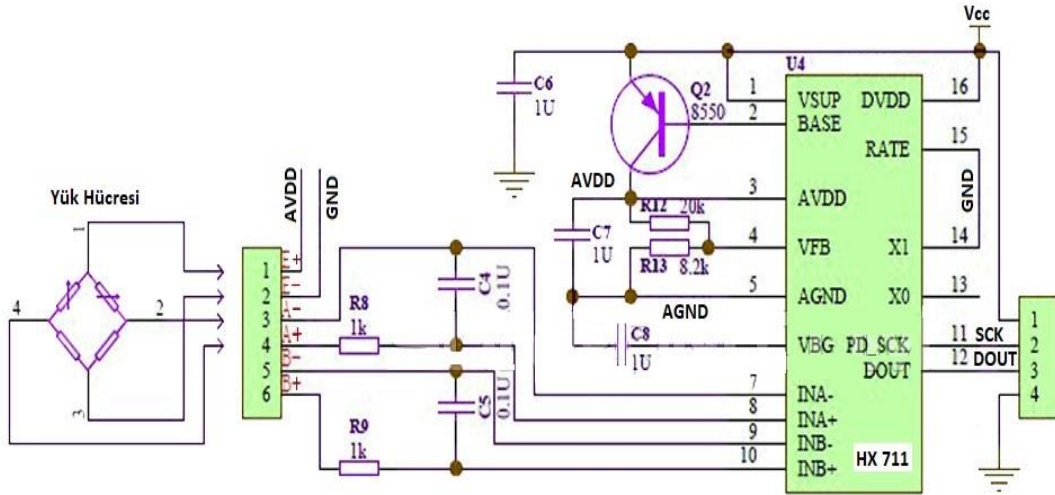 Vcc
U4
C6
1U
Q2
8550
1
VSUP
DVDD
16
2
BASE
15
RATE
GND
AVDD
GND
Yük Hücresi
AVDD
3
AVDD
R12
20k
C7
1U
4
VFB
X1
14
R13
8.2k
5
AGND
X0
13
AGND
C8
1U
VBG
PD_SCK
11
SCK
DOUT
12
DOUT
1
2
3
4
1
4
2
3
1
E+
2
E-
3
A-
4
A+
5
B-
6
B+
R8
1k
C4
0.1U
C5
0.1U
R9
1k
7
INA-
8
INA+
9
INB-
10
INB+
HX 711